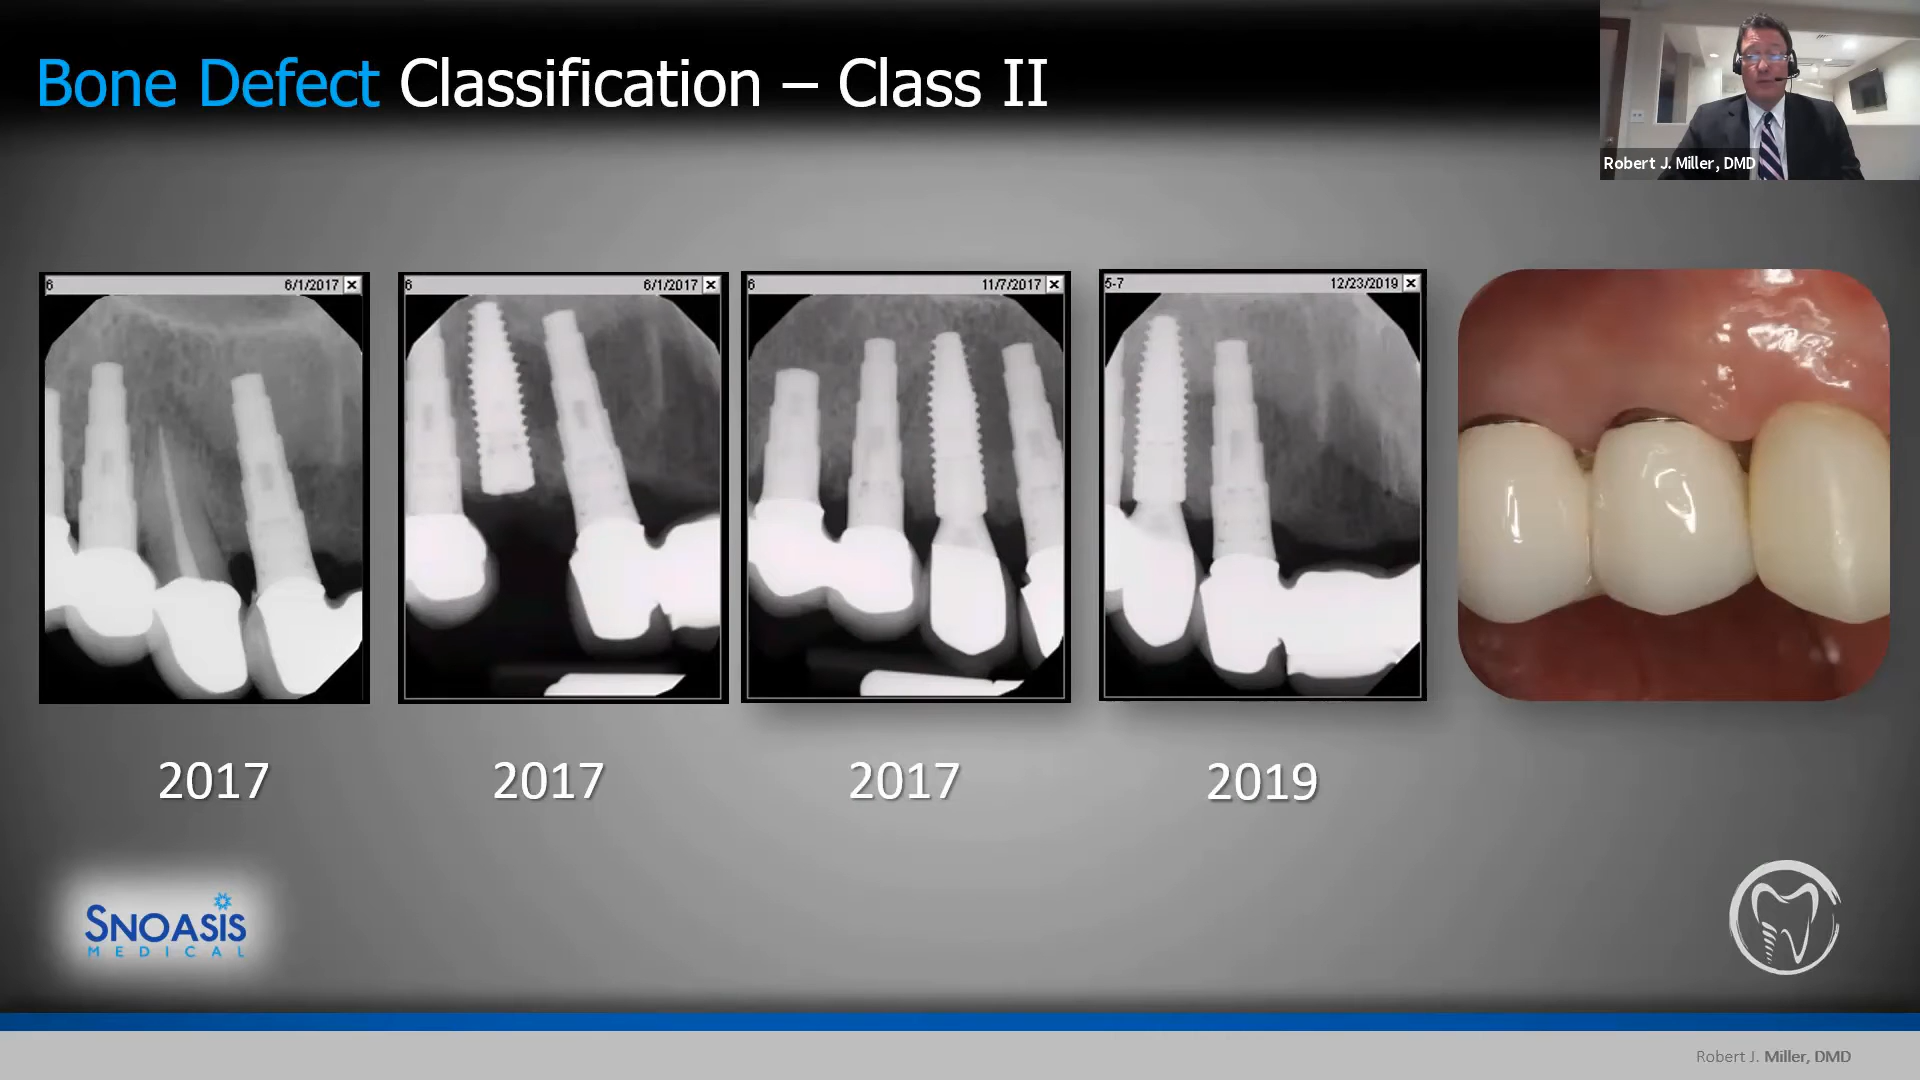 Bone Defect Classification – Class II
Robert J. Miller, DMD
6 6/1/2017
6 6/1/2017
6 11/7/2017
5-7 12/23/2019
2017
2017
2017
2019
SNOASIS
MEDICAL
Robert J. Miller, DMD